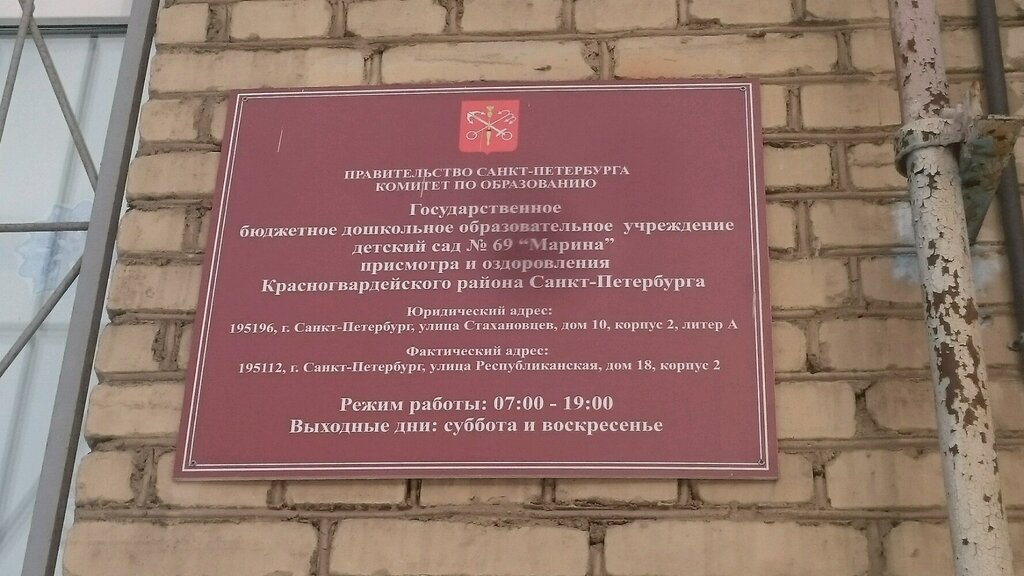 ПРАВИТЕЛЬСТВО САНКТ-ПЕТЕРБУРГА
КОМИТЕТ ПО ОБРАЗОВАНИЮ
Государственное
бюджетное дошкольное образовательное учреждение
детский сад № 69 “Марина”
присмотра и оздоровления
Красногвардейского района Санкт-Петербурга
Юридический адрес:
195196, г. Санкт-Петербург, улица Стахановцев, дом 10, корпус 2, литер А
Фактический адрес:
195112, г. Санкт-Петербург, улица Республиканская, дом 18, корпус 2
Режим работы: 07:00 - 19:00
Выходные дни: суббота и воскресенье